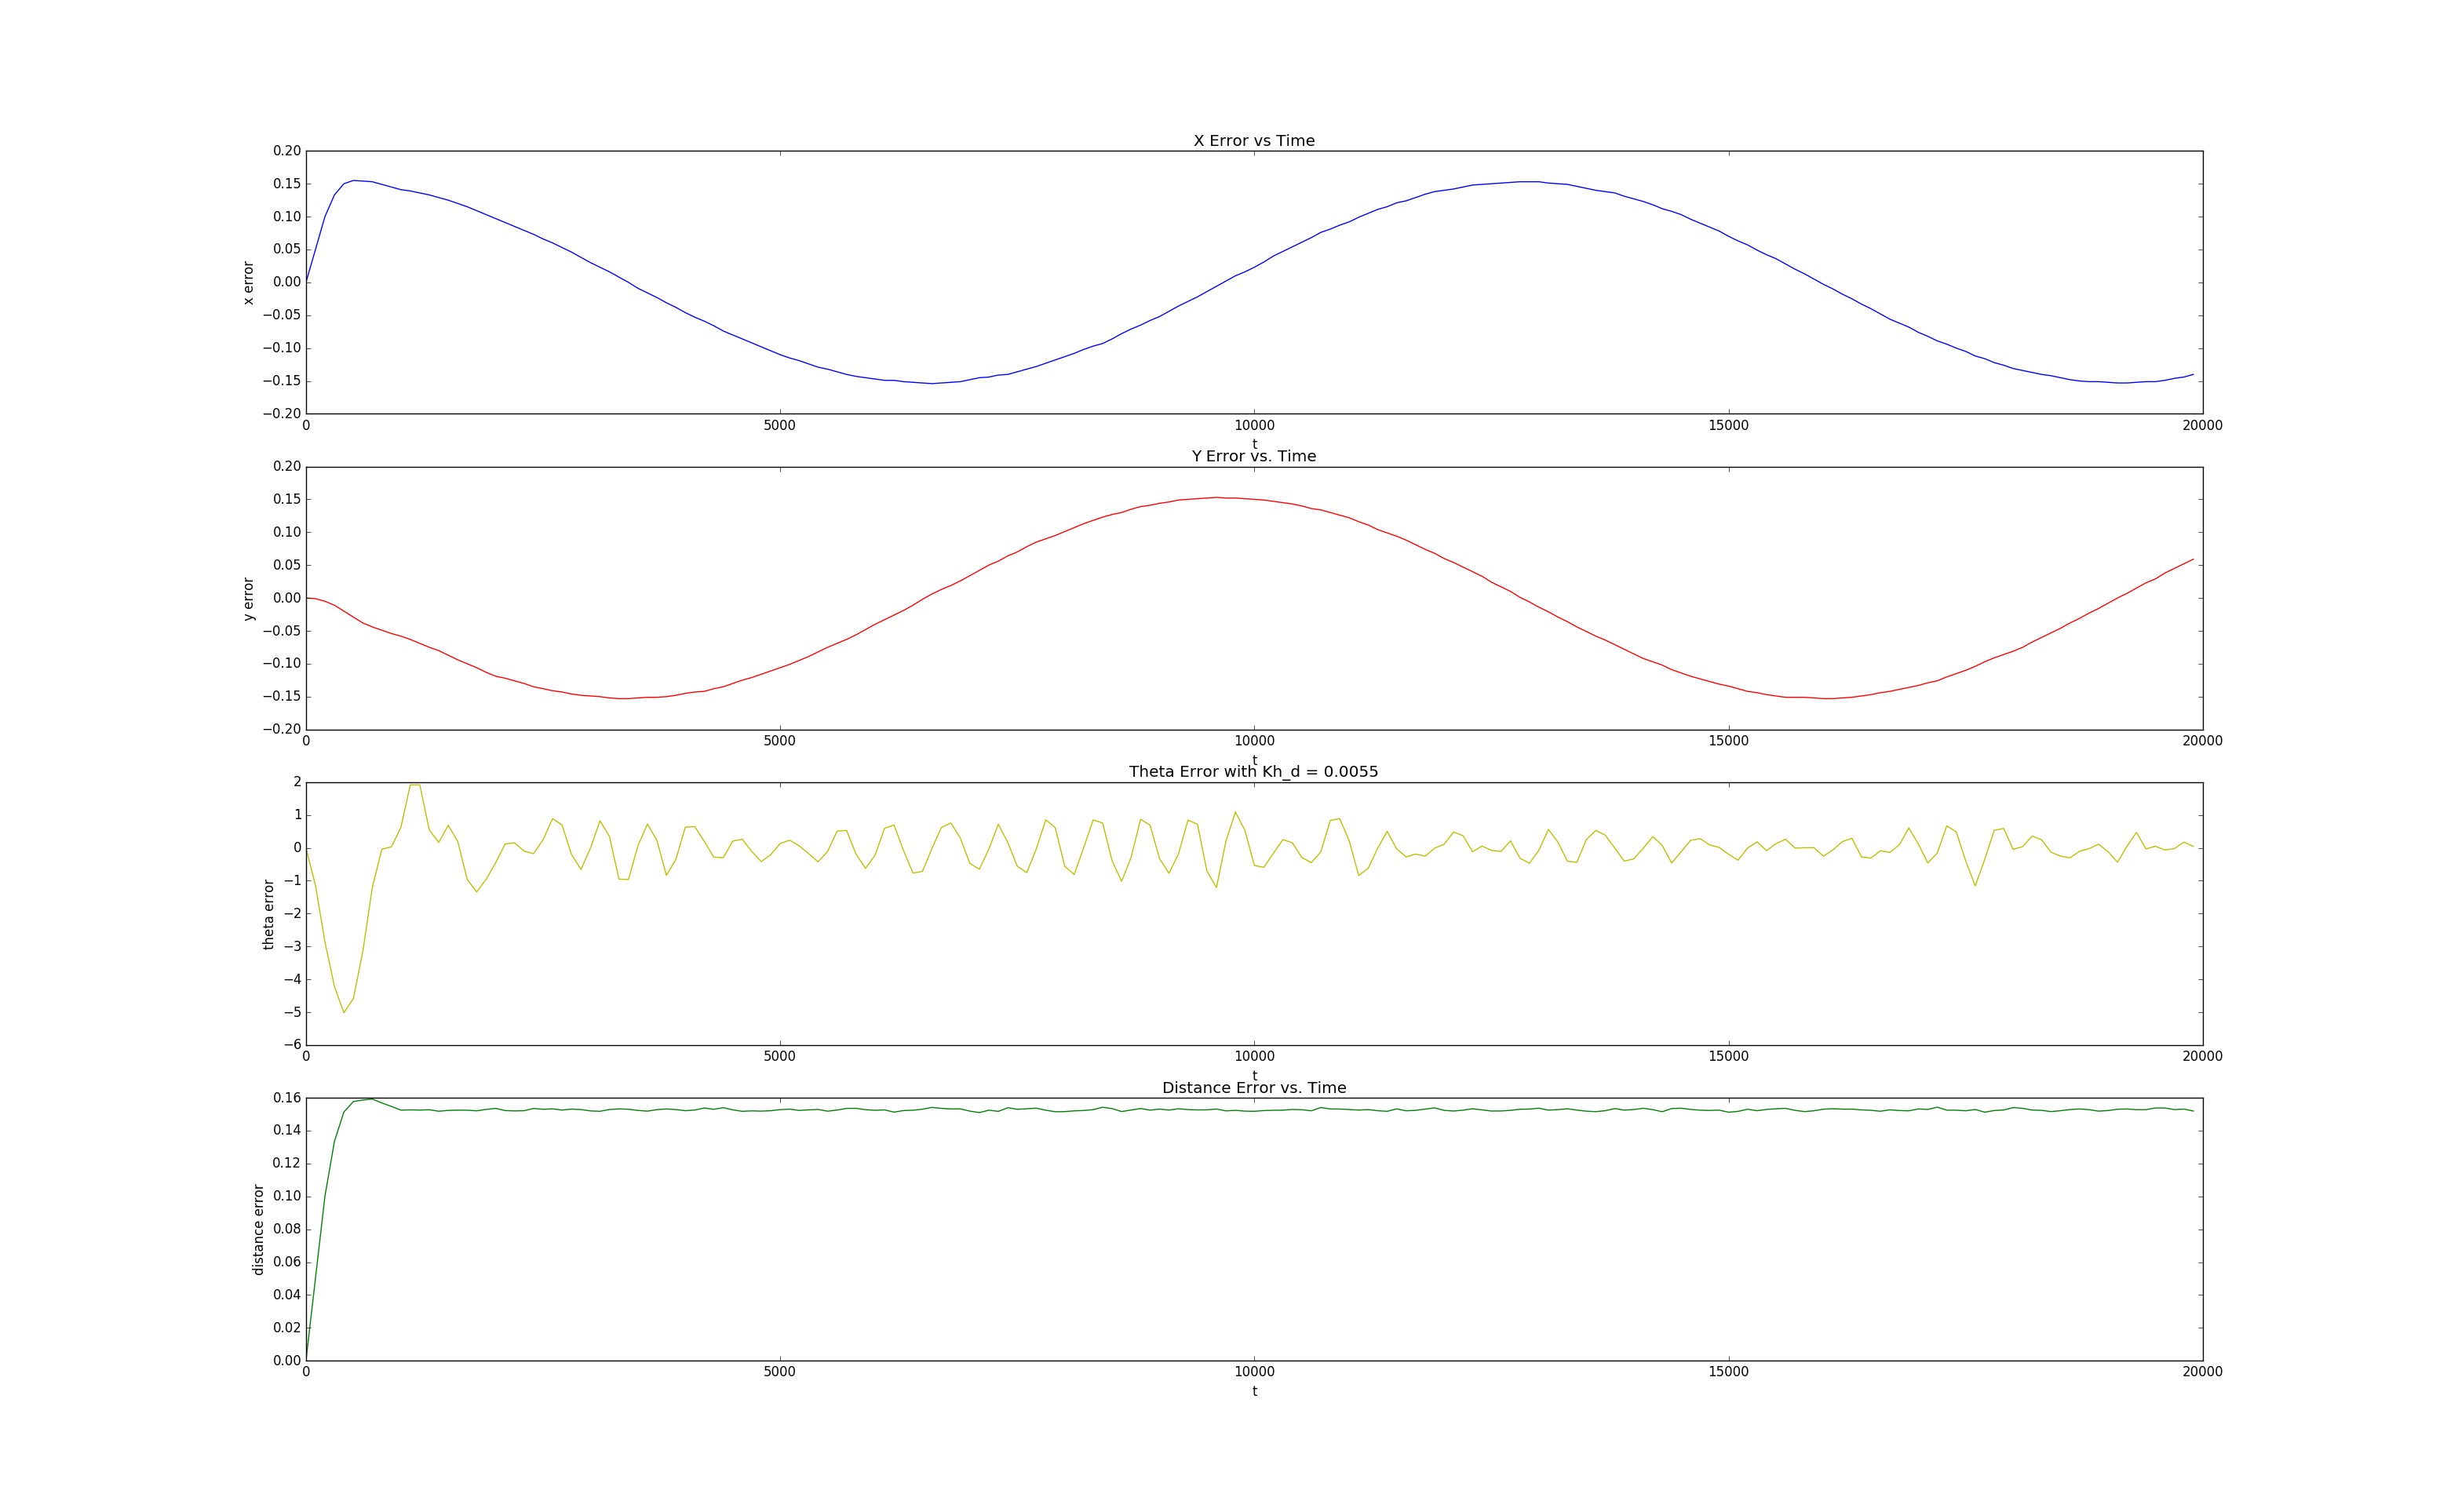 X Error vs Time
0.20
0.15
0.10
0.05
0.00
−0.05
−0.10
−0.15
−0.20
x error
0 5000 10000 15000 20000
t
Y Error vs. Time
0.20
0.15
0.10
0.05
0.00
−0.05
−0.10
−0.15
−0.20
y error
0 5000 10000 15000 20000
t
Theta Error with Kh_d = 0.0055
2
1
0
−1
−2
−3
−4
−5
−6
theta error
0 5000 10000 15000 20000
t
Distance Error vs. Time
0.16
0.14
0.12
0.10
0.08
0.06
0.04
0.02
0.00
distance error
0 5000 10000 15000 20000
t